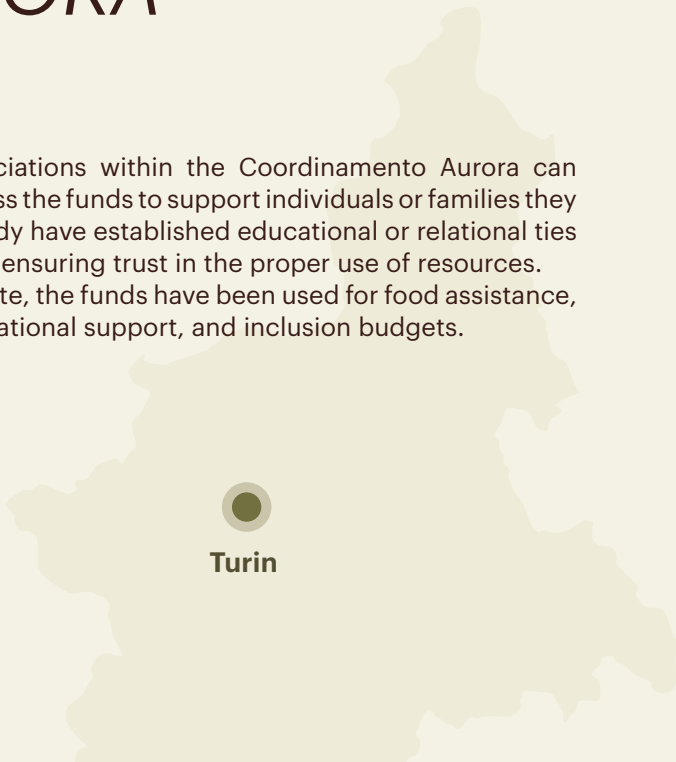 ORA
ciations within the Coordinamento Aurora can
ss the funds to support individuals or families they
dy have established educational or relational ties
ensuring trust in the proper use of resources.
te, the funds have been used for food assistance,
ational support, and inclusion budgets.
Turin